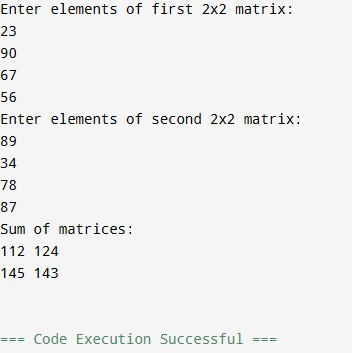 Enter elements of first 2x2 matrix:
23
90
67
56
Enter elements of second 2x2 matrix:
89
34
78
87
Sum of matrices:
112 124
145 143
=== Code Execution Successful ===